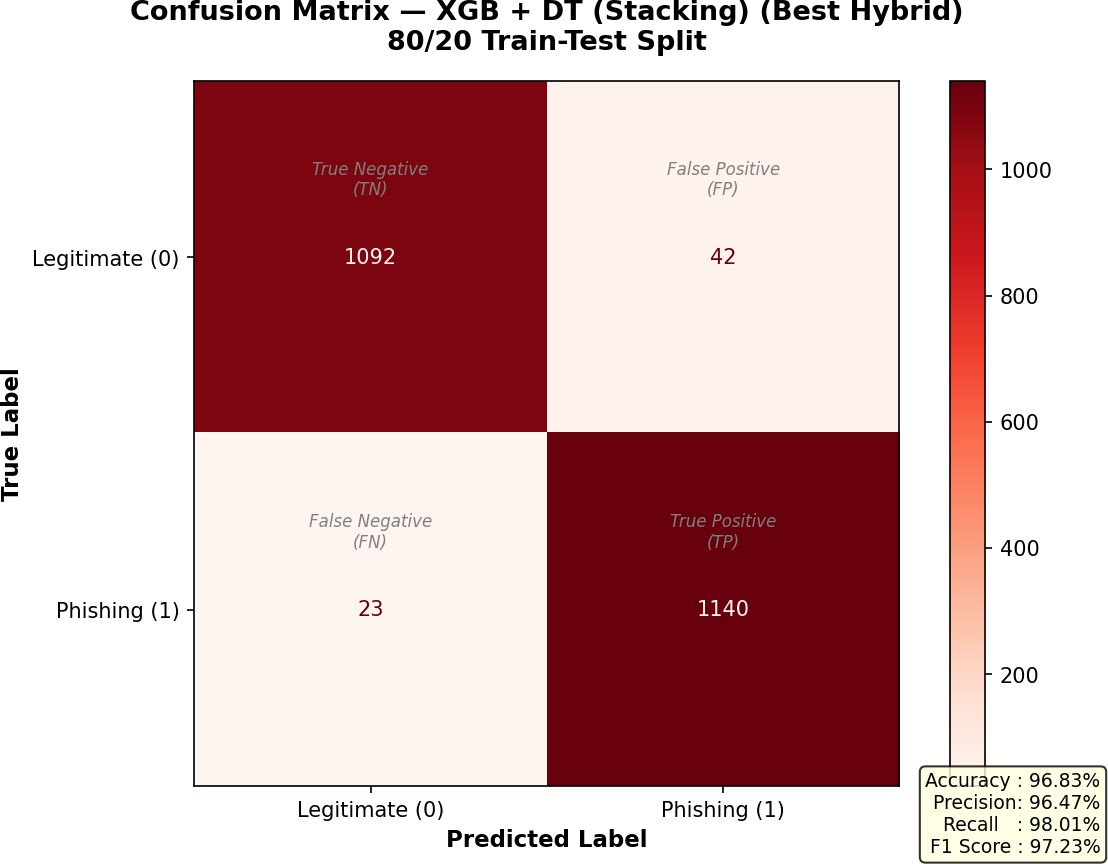 Confusion Matrix — XGB + DT (Stacking) (Best Hybrid)
80/20 Train-Test Split
True Negative
(TN)
False Positive
(FP)
1000
Legitimate (0)
1092
42
800
True Label
600
False Negative
(FN)
True Positive
(TP)
400
Phishing (1)
23
1140
200
Legitimate (0)
Phishing (1)
Predicted Label
Accuracy : 96.83%
Precision: 96.47%
Recall : 98.01%
F1 Score : 97.23%